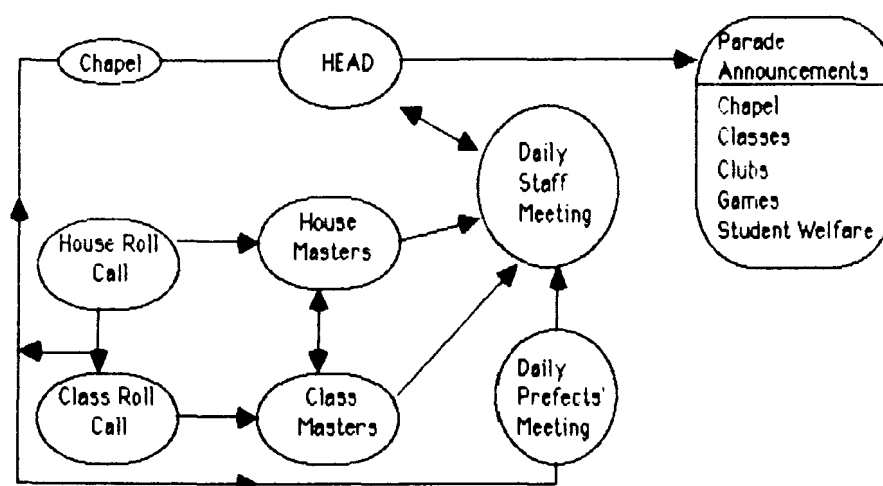 Chapel
HEAD
Parade
Announcements
Chapel
Classes
Clubs
Games
Student Welfare
Daily
Staff
Meeting
House Roll
Call
House
Masters
Class Roll
Call
Class
Masters
Daily
Prefects'
Meeting